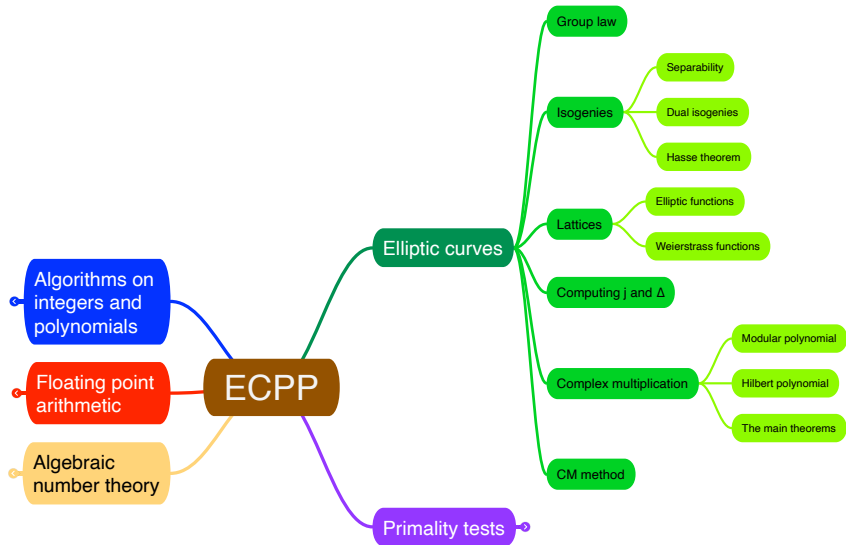 Group law
Separability
Isogenies
Dual isogenies
Hasse theorem
Elliptic functions
Lattices
Weierstrass functions
Elliptic curves
Computing j and Δ
Algorithms on
integers and
polynomials
Modular polynomial
Complex multiplication
Hilbert polynomial
The main theorems
Floating point
arithmetic
ECPP
Algebraic
number theory
CM method
Primality tests